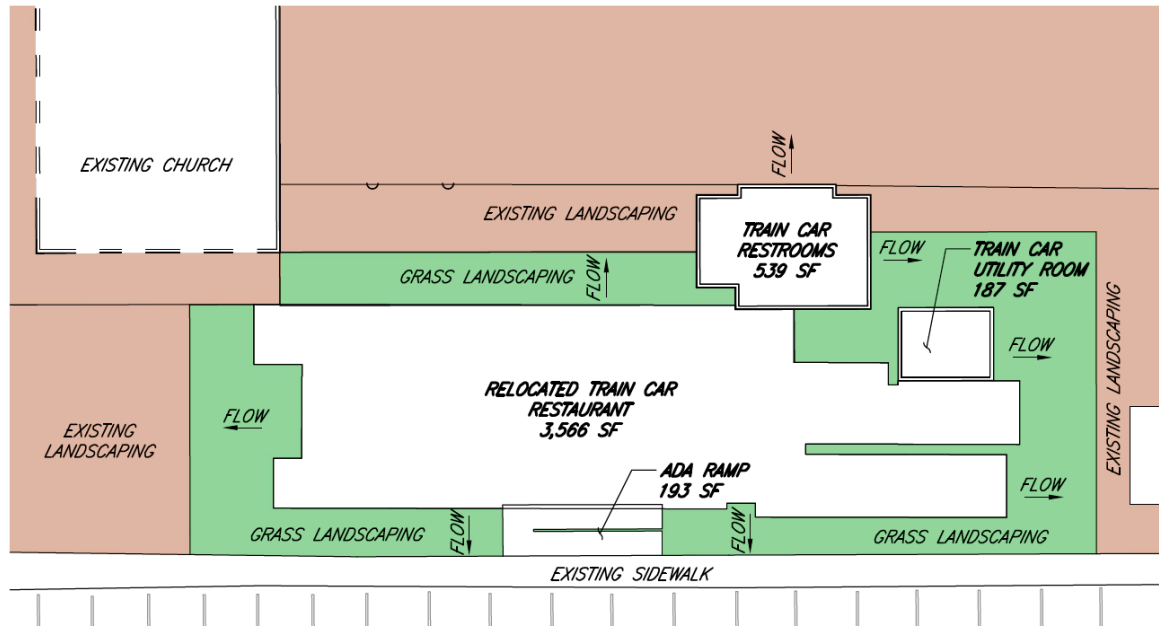 EXISTING CHURCH
FLOW
EXISTING LANDSCAPING
TRAIN CAR
RESTROOMS
539 SF
FLOW
TRAIN CAR
UTILITY ROOM
187 SF
GRASS LANDSCAPING
FLOW
FLOW
EXISTING LANDSCAPING
RELOCATED TRAIN CAR
RESTAURANT
3,566 SF
FLOW
EXISTING
LANDSCAPING
ADA RAMP
193 SF
FLOW
GRASS LANDSCAPING
FLOW
FLOW
GRASS LANDSCAPING
EXISTING SIDEWALK